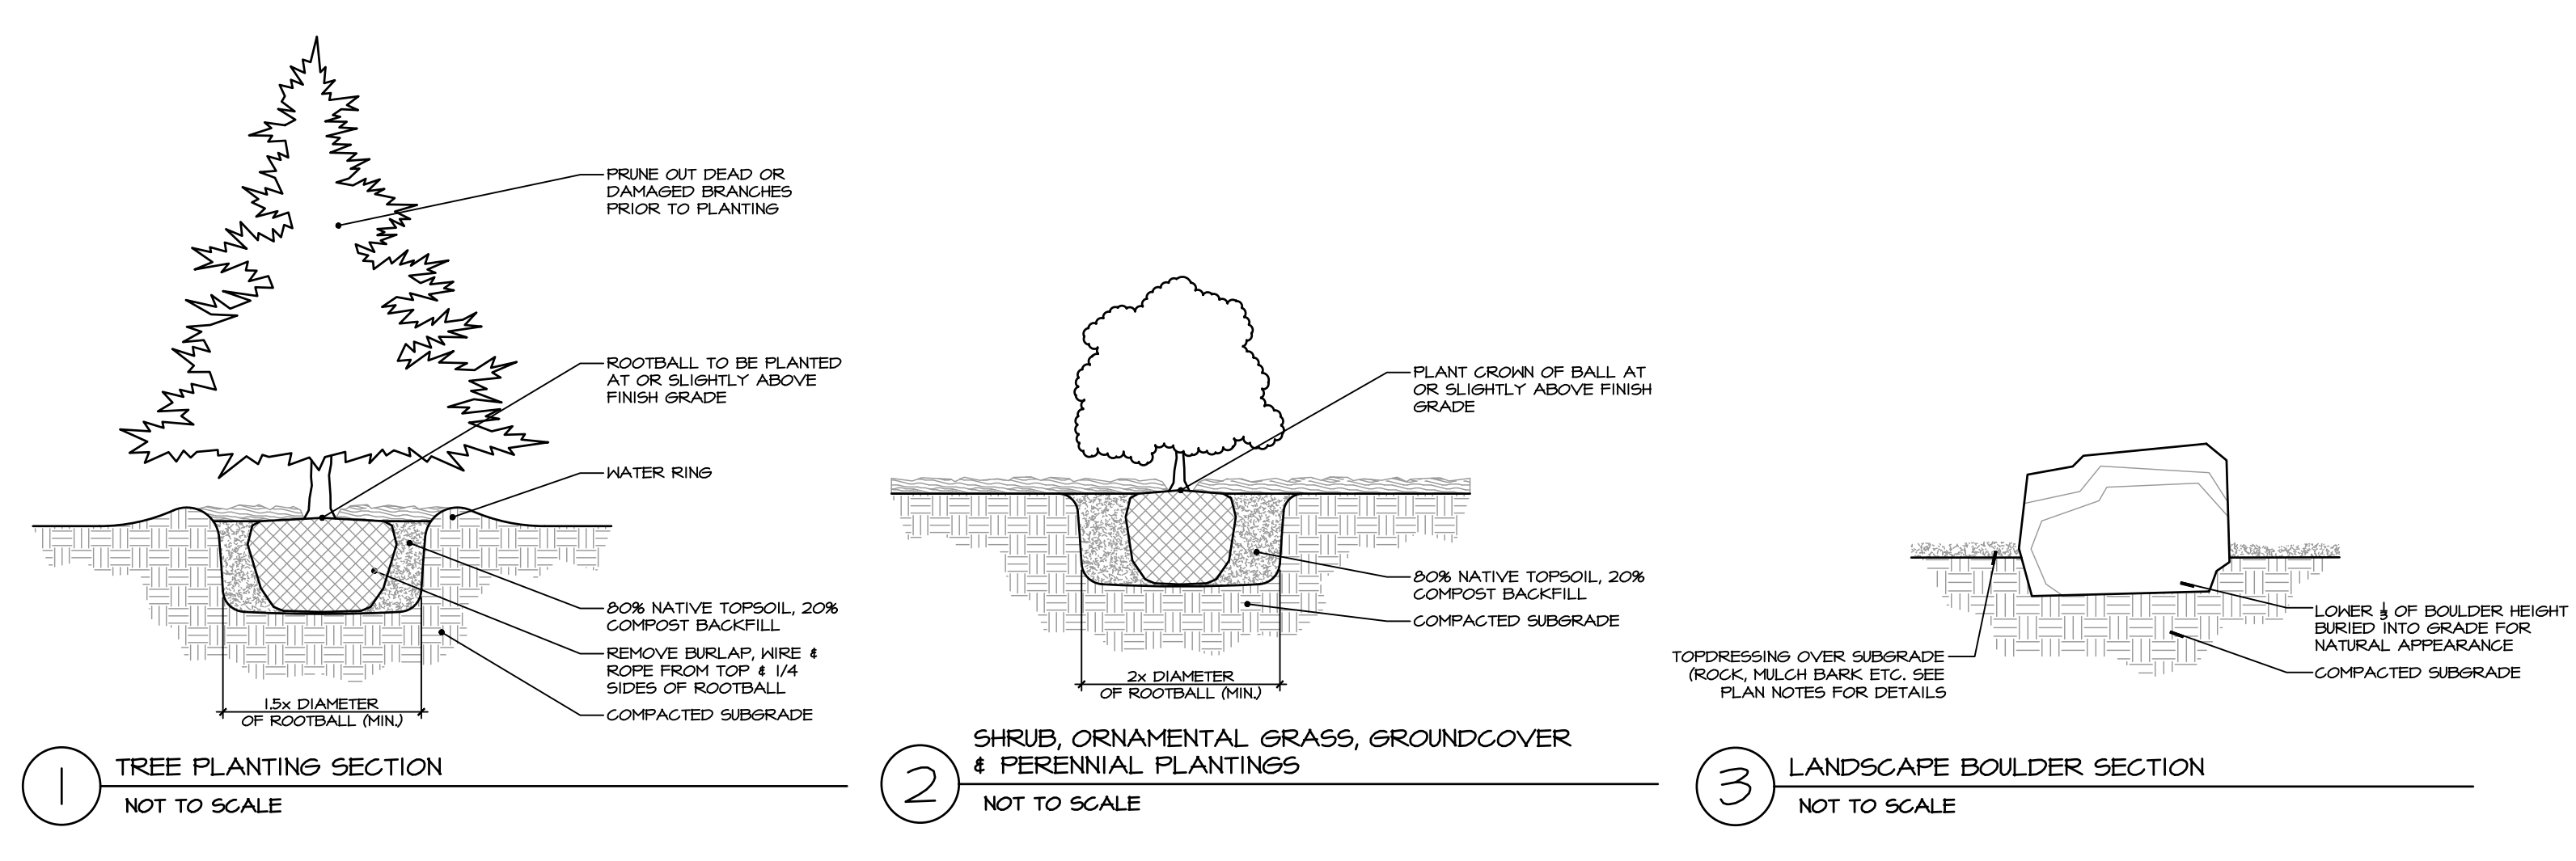 PRUNE OUT DEAD OR
DAMAGED BRANCHES
PRIOR TO PLANTING
ROOTBALL TO BE PLANTED
AT OR SLIGHTLY ABOVE
FINISH GRADE
WATER RING
80% NATIVE TOPSOIL, 20%
COMPOST BACKFILL
REMOVE BURLAP, WIRE &
ROPE FROM TOP & 1/4
SIDES OF ROOTBALL
COMPACTED SUBGRADE
1.5x DIAMETER
OF ROOTBALL (MIN.)
1
TREE PLANTING SECTION
NOT TO SCALE
PLANT CROWN OF BALL AT
OR SLIGHTLY ABOVE FINISH
GRADE
80% NATIVE TOPSOIL, 20%
COMPOST BACKFILL
COMPACTED SUBGRADE
2x DIAMETER
OF ROOTBALL (MIN.)
2
SHRUB, ORNAMENTAL GRASS, GROUNDCOVER
& PERENNIAL PLANTINGS
NOT TO SCALE
TOPDRESSING OVER SUBGRADE
(ROCK, MULCH BARK ETC. SEE
PLAN NOTES FOR DETAILS
LOWER ⅓ OF BOULDER HEIGHT
BURIED INTO GRADE FOR
NATURAL APPEARANCE
COMPACTED SUBGRADE
3
LANDSCAPE BOULDER SECTION
NOT TO SCALE